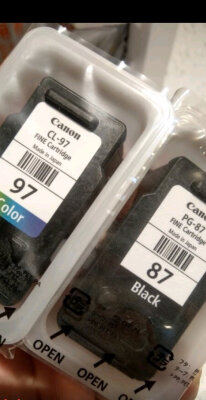 Canon
CL-97
FINE Cartridge
Made in Japan
97
Color
Canon
PG-87
FINE Cartridge
Made in Japan
87
Black
OPEN
OPEN
OPEN